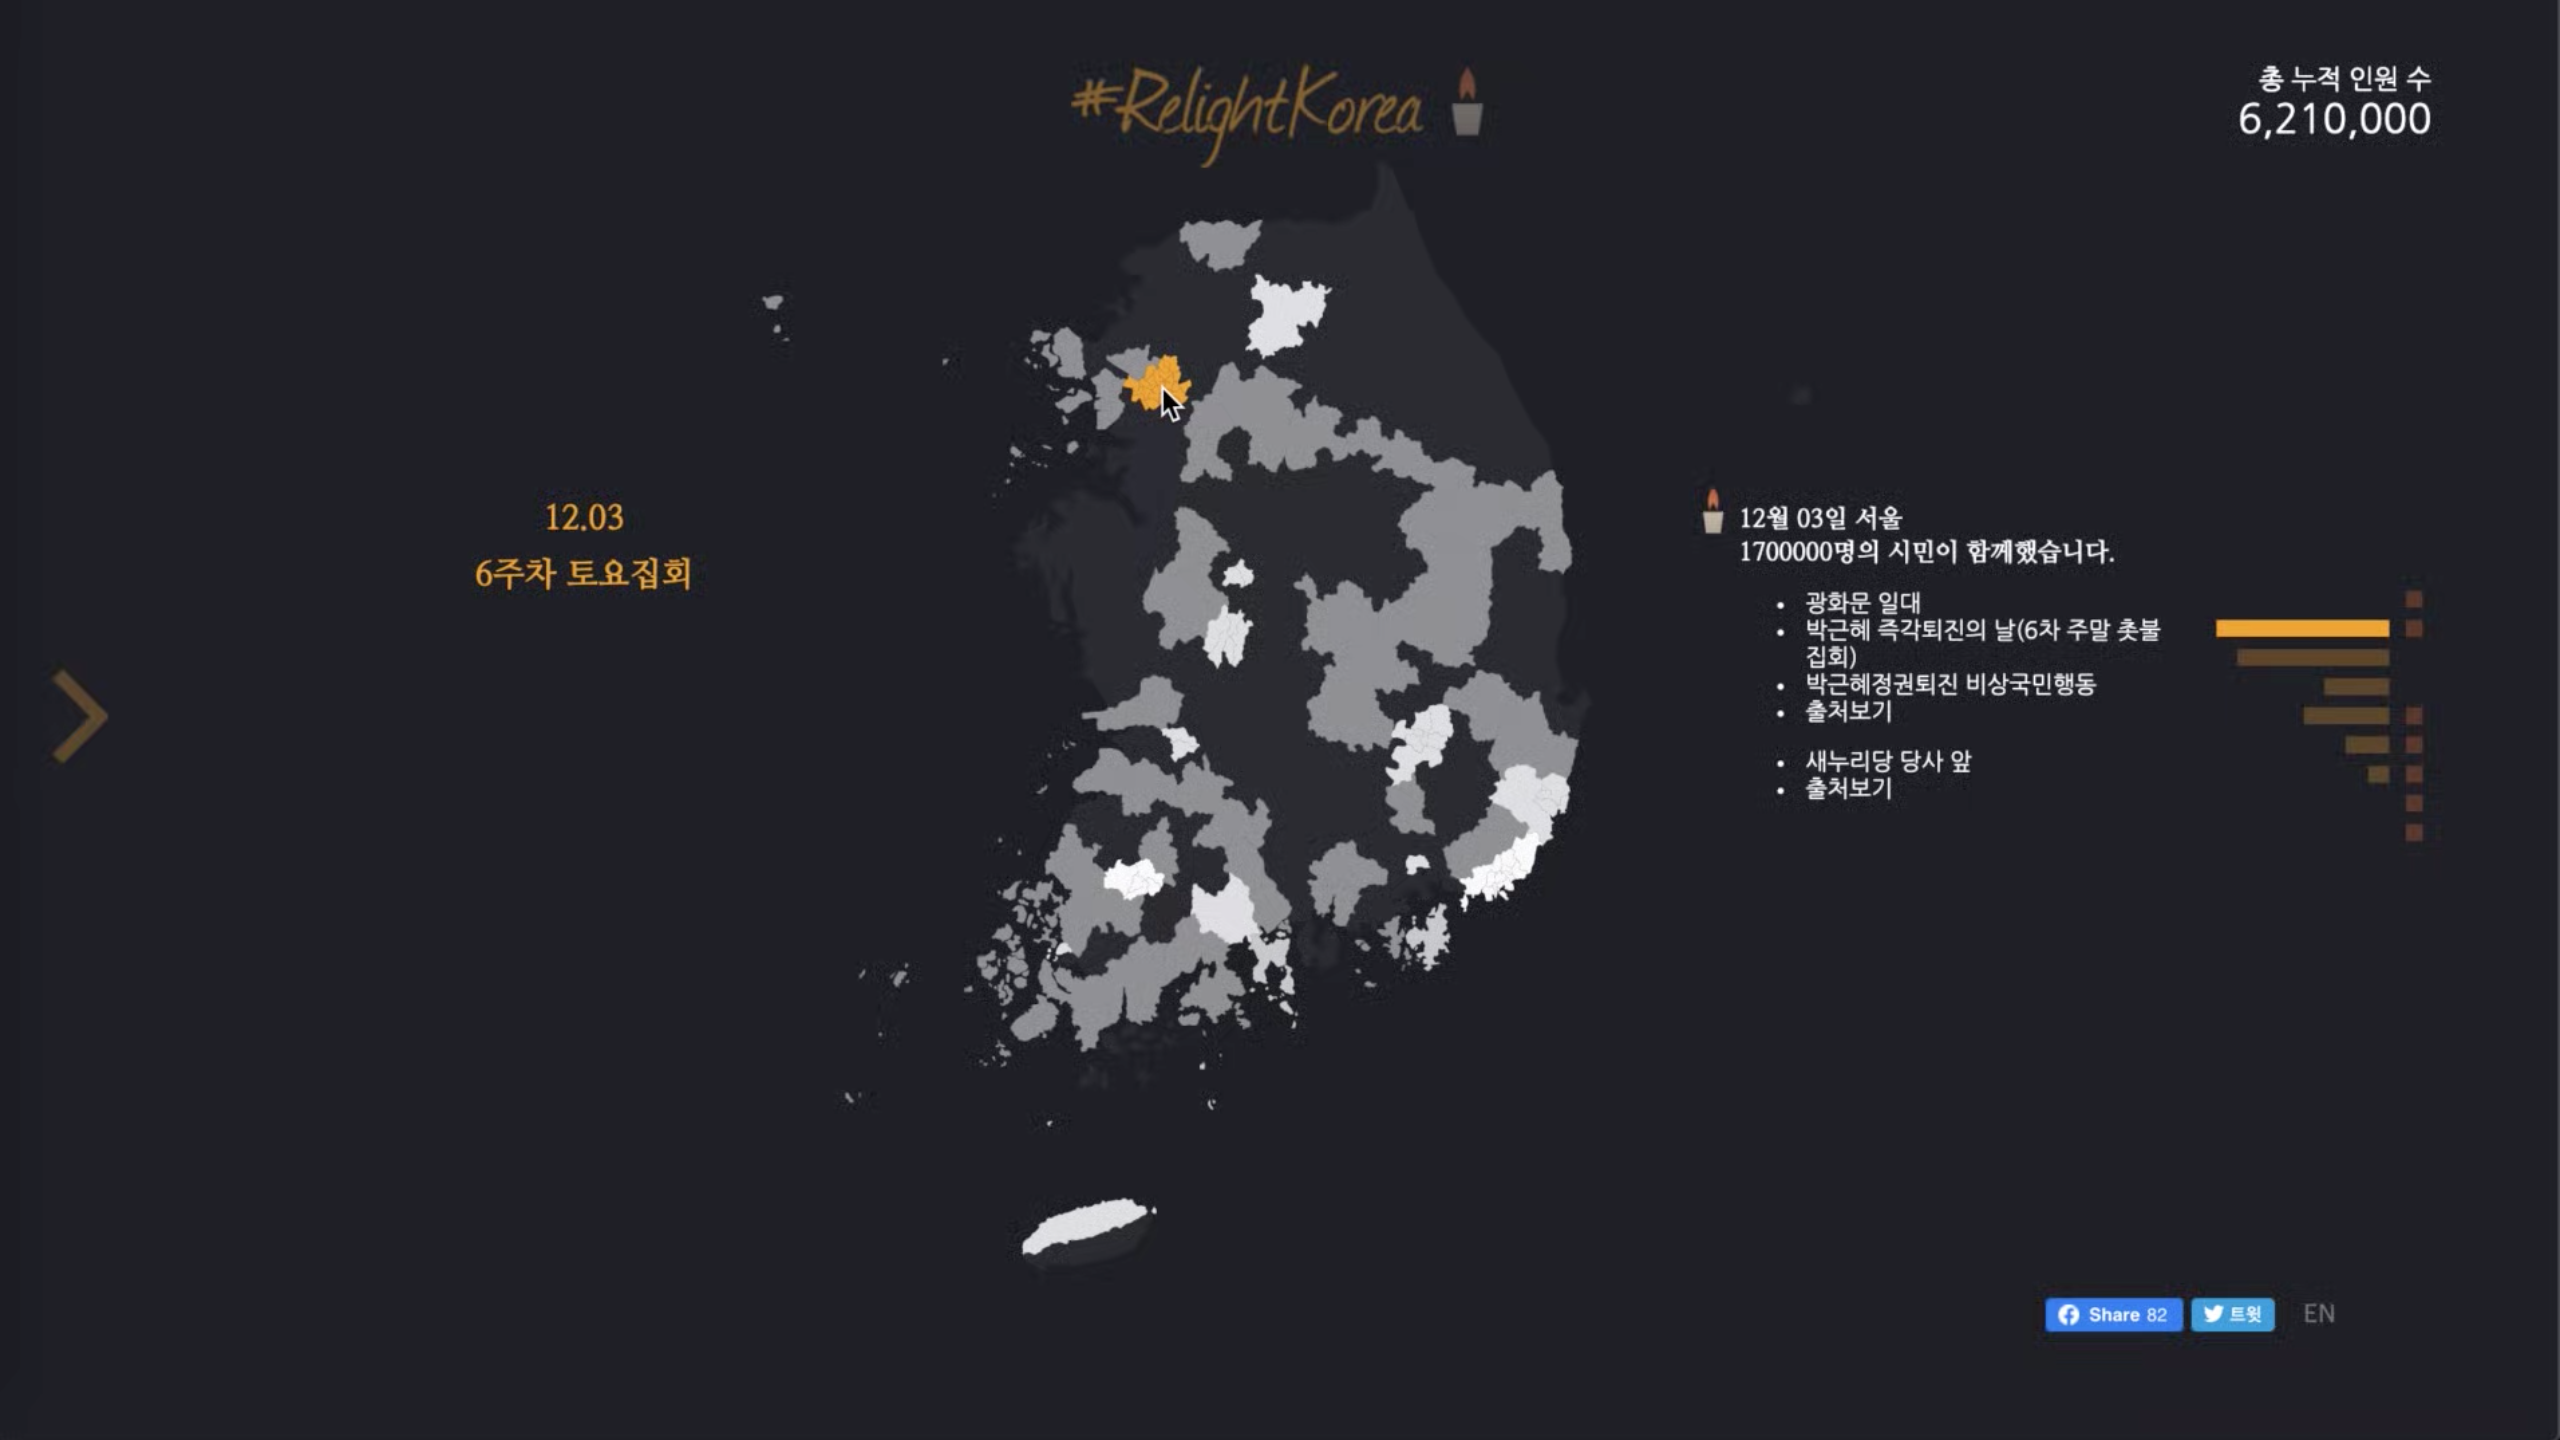 #RelightKorea
총 누적 인원 수
6,210,000
12.03
6주차 토요집회
12월 03일 서울
1700000명의 시민이 함께했습니다.
• 광화문 일대
• 박근혜 즉각퇴진의 날(6차 주말 촛불
집회)
• 박근혜정권퇴진 비상국민행동
• 출처보기
• 새누리당 당사 앞
• 출처보기
Share 82
트윗
EN